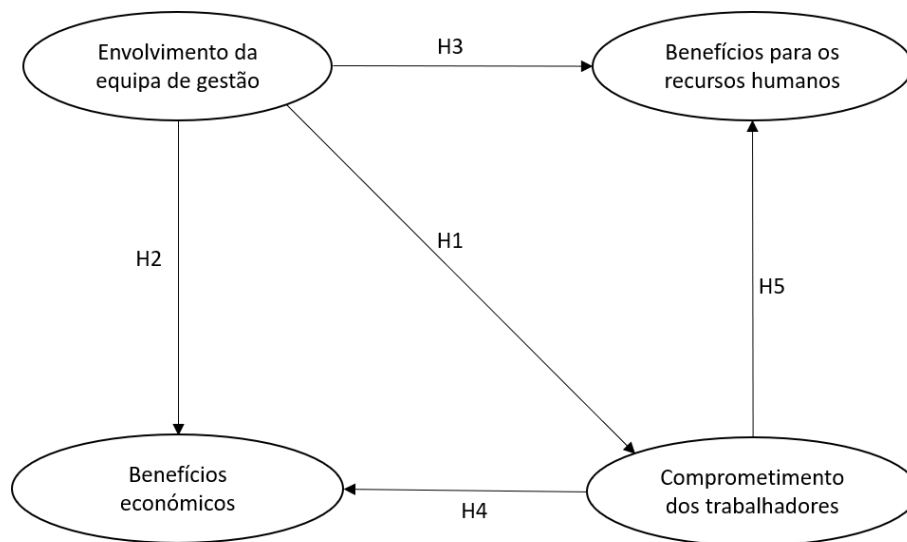 Envolvimento da
equipa de gestão
H3
Benefícios para os
recursos humanos
H1
H2
H5
Benefícios
económicos
H4
Comprometimento
dos trabalhadores